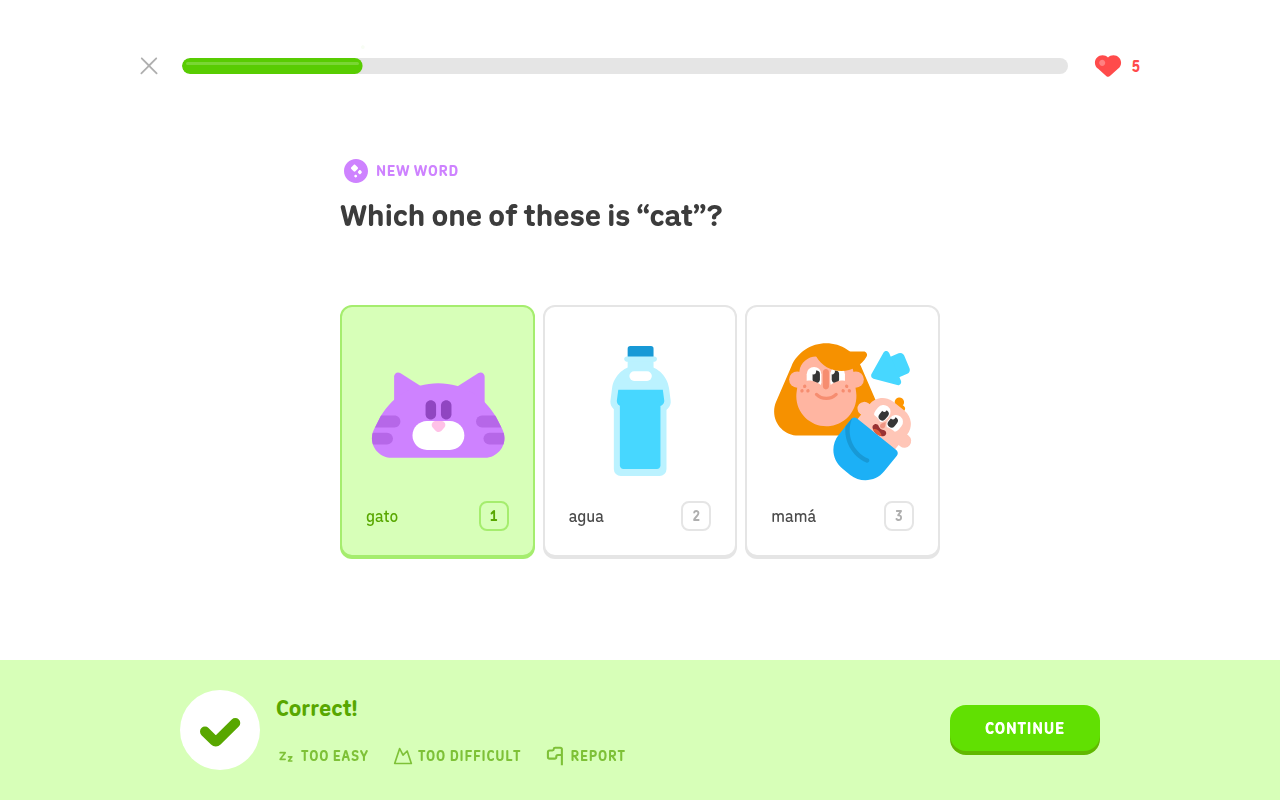 5
NEW WORD
Which one of these is “cat”?
gato 1
agua 2
mamá 3
Correct!
Zz TOO EASY TOO DIFFICULT REPORT
CONTINUE